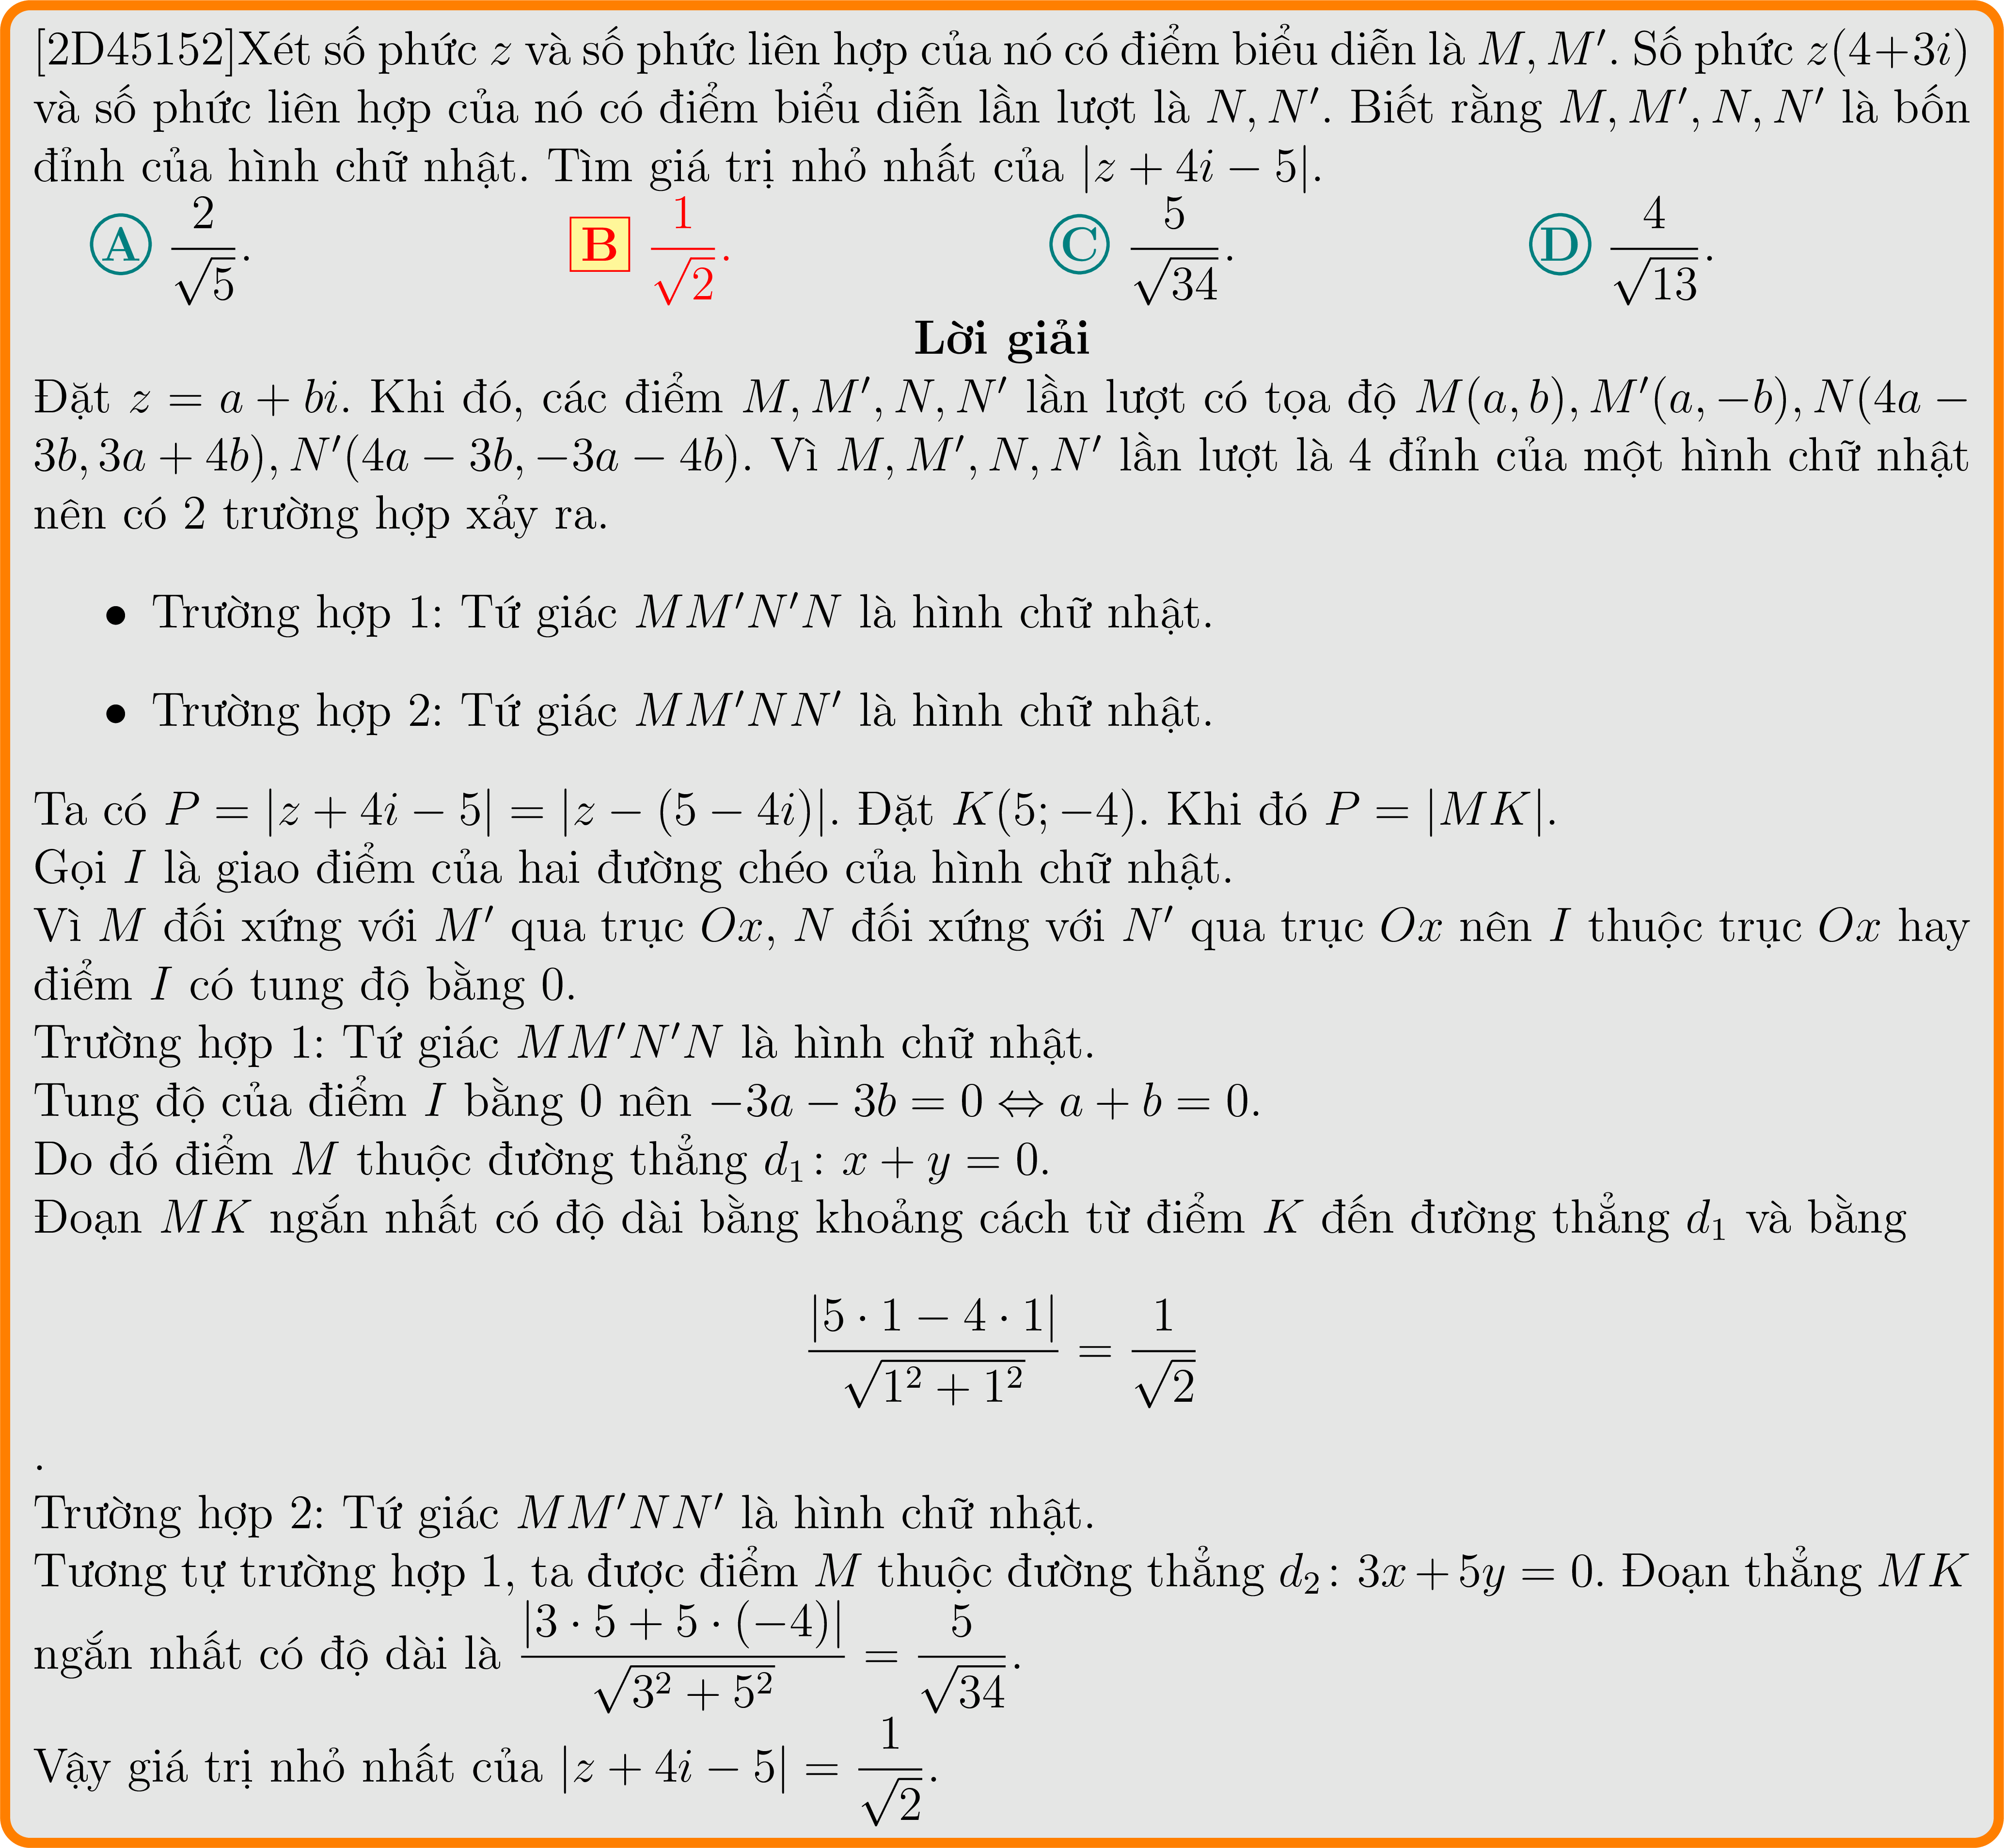 [2D45152]Xét số phức z và số phức liên hợp của nó có điểm biểu diễn là M, M′. Số phức z(4+3i)
và số phức liên hợp của nó có điểm biểu diễn lần lượt là N, N′. Biết rằng M, M′, N, N′ là bốn
đỉnh của hình chữ nhật. Tìm giá trị nhỏ nhất của |z + 4i − 5|.
A $\frac{2}{\sqrt{5}}$. B $\frac{1}{\sqrt{2}}$. C $\frac{5}{\sqrt{34}}$. D $\frac{4}{\sqrt{13}}$.
Lời giải
Đặt z = a + bi. Khi đó, các điểm M, M′, N, N′ lần lượt có tọa độ M(a, b), M′(a, −b), N(4a −
3b, 3a + 4b), N′(4a − 3b, −3a − 4b). Vì M, M′, N, N′ lần lượt là 4 đỉnh của một hình chữ nhật
nên có 2 trường hợp xảy ra.
• Trường hợp 1: Tứ giác MM′N′N là hình chữ nhật.
• Trường hợp 2: Tứ giác MM′NN′ là hình chữ nhật.
Ta có P = |z + 4i − 5| = |z − (5 − 4i)|. Đặt K(5; −4). Khi đó P = |MK|.
Gọi I là giao điểm của hai đường chéo của hình chữ nhật.
Vì M đối xứng với M′ qua trục Ox, N đối xứng với N′ qua trục Ox nên I thuộc trục Ox hay
điểm I có tung độ bằng 0.
Trường hợp 1: Tứ giác MM′N′N là hình chữ nhật.
Tung độ của điểm I bằng 0 nên −3a − 3b = 0 ⇔ a + b = 0.
Do đó điểm M thuộc đường thẳng d₁: x + y = 0.
Đoạn MK ngắn nhất có độ dài bằng khoảng cách từ điểm K đến đường thẳng d₁ và bằng
$\frac{|5 \cdot 1 - 4 \cdot 1|}{\sqrt{1^2 + 1^2}} = \frac{1}{\sqrt{2}}$
.
Trường hợp 2: Tứ giác MM′NN′ là hình chữ nhật.
Tương tự trường hợp 1, ta được điểm M thuộc đường thẳng d₂: 3x + 5y = 0. Đoạn thẳng MK
ngắn nhất có độ dài là $\frac{|3 \cdot 5 + 5 \cdot (-4)|}{\sqrt{3^2 + 5^2}} = \frac{5}{\sqrt{34}}$.
Vậy giá trị nhỏ nhất của |z + 4i − 5| = $\frac{1}{\sqrt{2}}$.